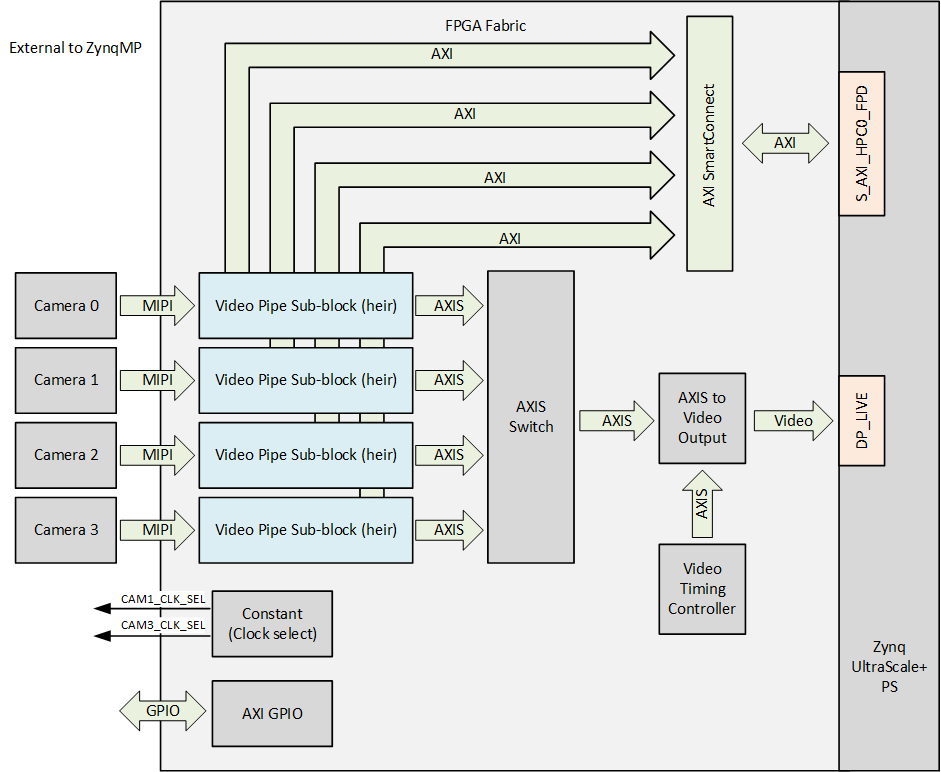 FPGA Fabric
External to ZynqMP
AXI
AXI
AXI
AXI
AXI SmartConnect
AXI
S_AXI_HPC0_FPD
Camera 0
MIPI
Video Pipe Sub-block (heir)
AXIS
Camera 1
MIPI
Video Pipe Sub-block (heir)
AXIS
Camera 2
MIPI
Video Pipe Sub-block (heir)
AXIS
Camera 3
MIPI
Video Pipe Sub-block (heir)
AXIS
AXIS
Switch
AXIS
AXIS to
Video
Output
Video
DP_LIVE
AXIS
Video
Timing
Controller
CAM1_CLK_SEL
CAM3_CLK_SEL
Constant
(Clock select)
GPIO
AXI GPIO
Zynq
UltraScale+
PS